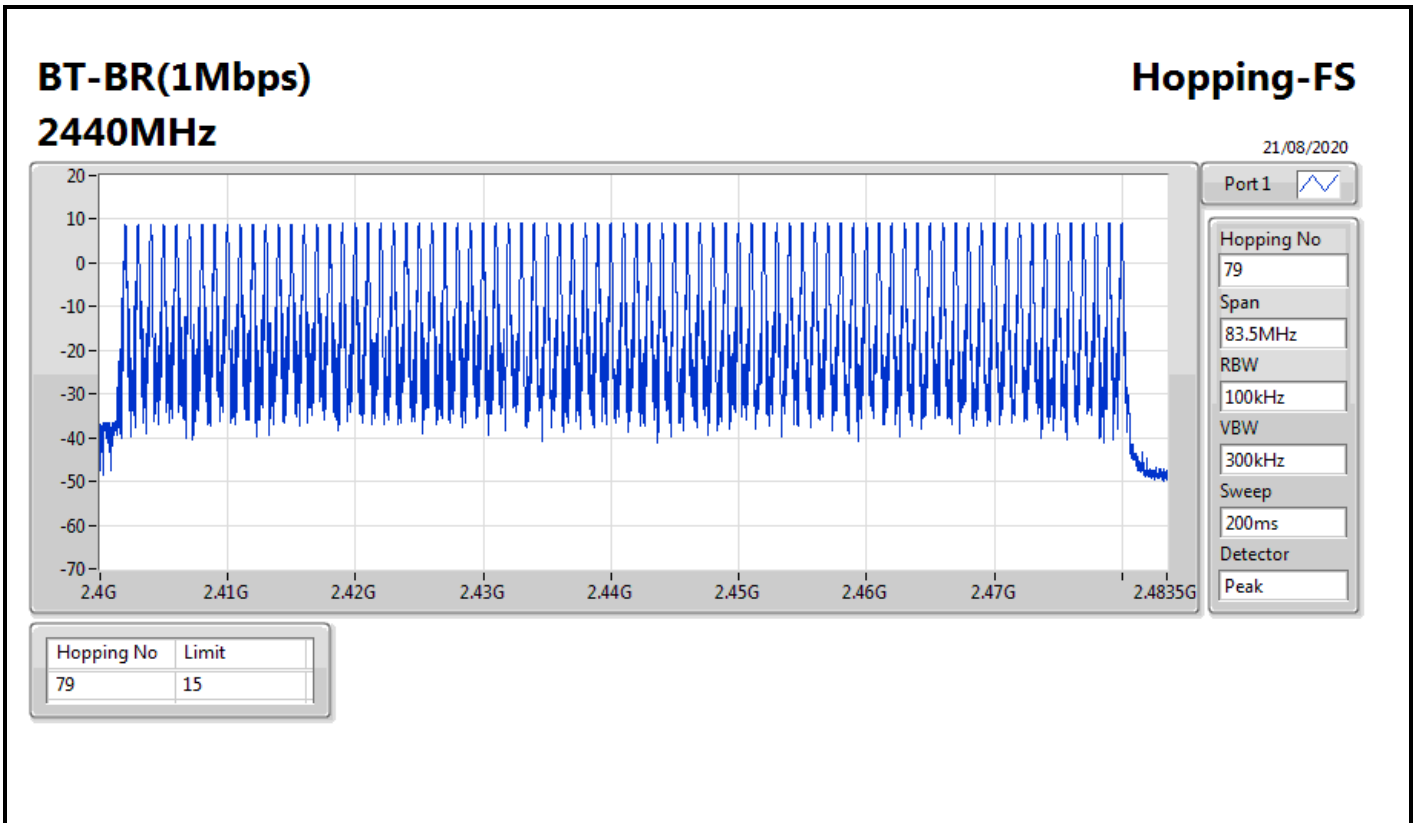 BT-BR(1Mbps)
Hopping-FS
2440MHz
21/08/2020
20
10
0
-10
-20
-30
-40
-50
-60
-70
2.4G 2.41G 2.42G 2.43G 2.44G 2.45G 2.46G 2.47G 2.4835G
Port 1
Hopping No
79
Span
83.5MHz
RBW
100kHz
VBW
300kHz
Sweep
200ms
Detector
Peak
Hopping No Limit
79 15